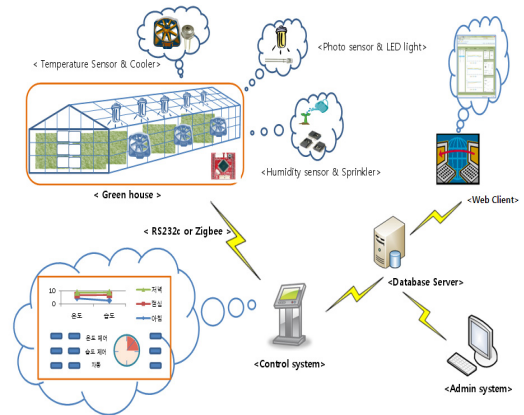 < Temperature Sensor & Cooler>
<Photo sensor & LED light>
<Humidity sensor & Sprinkler>
< Green house >
<Web Client>
< RS232c or Zigbee >
<Database Server>
10
0
온도
습도
저녁
점심
아침
온도 제어
습도 제어
작동
<Control system>
<Admin system>